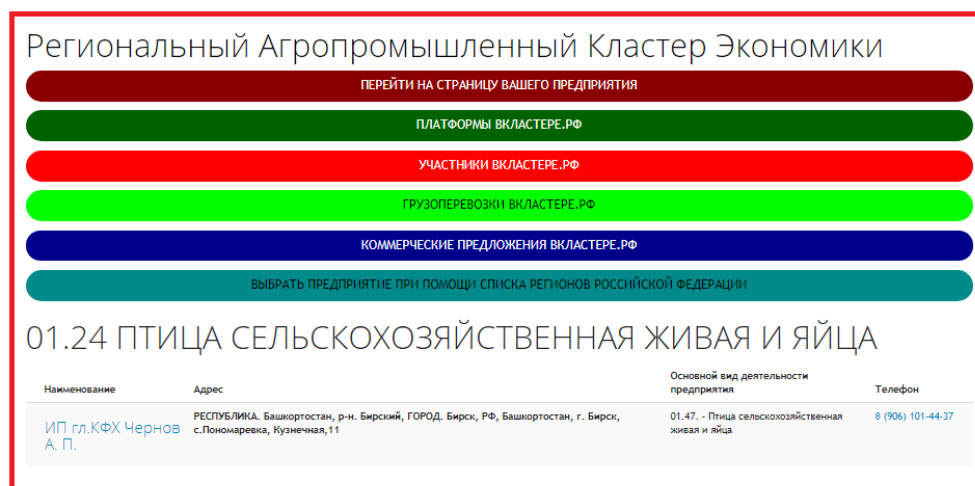 Региональный Агропромышленный Кластер Экономики
ПЕРЕЙТИ НА СТРАНИЦУ ВАШЕГО ПРЕДПРИЯТИЯ
ПЛАТФОРМЫ ВКЛАСТЕРЕ.РФ
УЧАСТНИКИ ВКЛАСТЕРЕ.РФ
ГРУЗОПЕРЕВОЗКИ ВКЛАСТЕРЕ.РФ
КОММЕРЧЕСКИЕ ПРЕДЛОЖЕНИЯ ВКЛАСТЕРЕ.РФ
ВЫБРАТЬ ПРЕДПРИЯТИЕ ПРИ ПОМОЩИ СПИСКА РЕГИОНОВ РОССИЙСКОЙ ФЕДЕРАЦИИ
01.24 ПТИЦА СЕЛЬСКОХОЗЯЙСТВЕННАЯ ЖИВАЯ И ЯЙЦА
Наименование
Адрес
Основной вид деятельности
предприятия
Телефон
ИП гл.КФХ Чернов
А. П.
РЕСПУБЛИКА. Башкортостан, р-н. Бирский, ГОРОД. Бирск, РФ, Башкортостан, г. Бирск,
с.Пономаревка, Кузнечная,11
01.47. - Птица сельскохозяйственная
живая и яйца
8 (906) 101-44-37